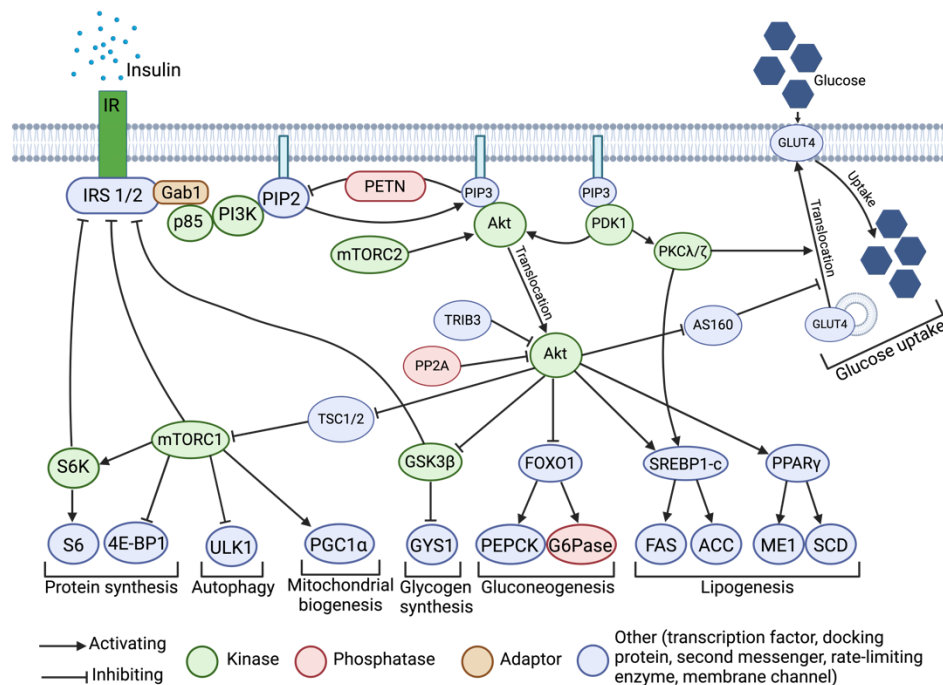 Insulin
Glucose
IR
GLUT4
IRS 1/2
Gab1
p85
PI3K
PIP2
PETN
PIP3
Akt
PIP3
PDK1
mTORC2
PKCλ/ζ
Translocation
Uptake
Translocation
GLUT4
Glucose uptake
TRIB3
PP2A
Akt
AS160
TSC1/2
mTORC1
S6K
GSK3β
FOXO1
SREBP1-c
PPARγ
S6
4E-BP1
ULK1
PGC1α
GYS1
PEPCK
G6Pase
FAS
ACC
ME1
SCD
Protein synthesis
Autophagy
Mitochondrial
biogenesis
Glycogen
synthesis
Gluconeogenesis
Lipogenesis
Activating
Inhibiting
Kinase
Phosphatase
Adaptor
Other (transcription factor, docking
protein, second messenger, rate-limiting
enzyme, membrane channel)